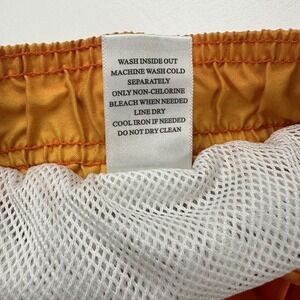 WASH INSIDE OUT
MACHINE WASH COLD
SEPARATELY
ONLY NON-CHLORINE
BLEACH WHEN NEEDED
LINE DRY
COOL IRON IF NEEDED
DO NOT DRY CLEAN